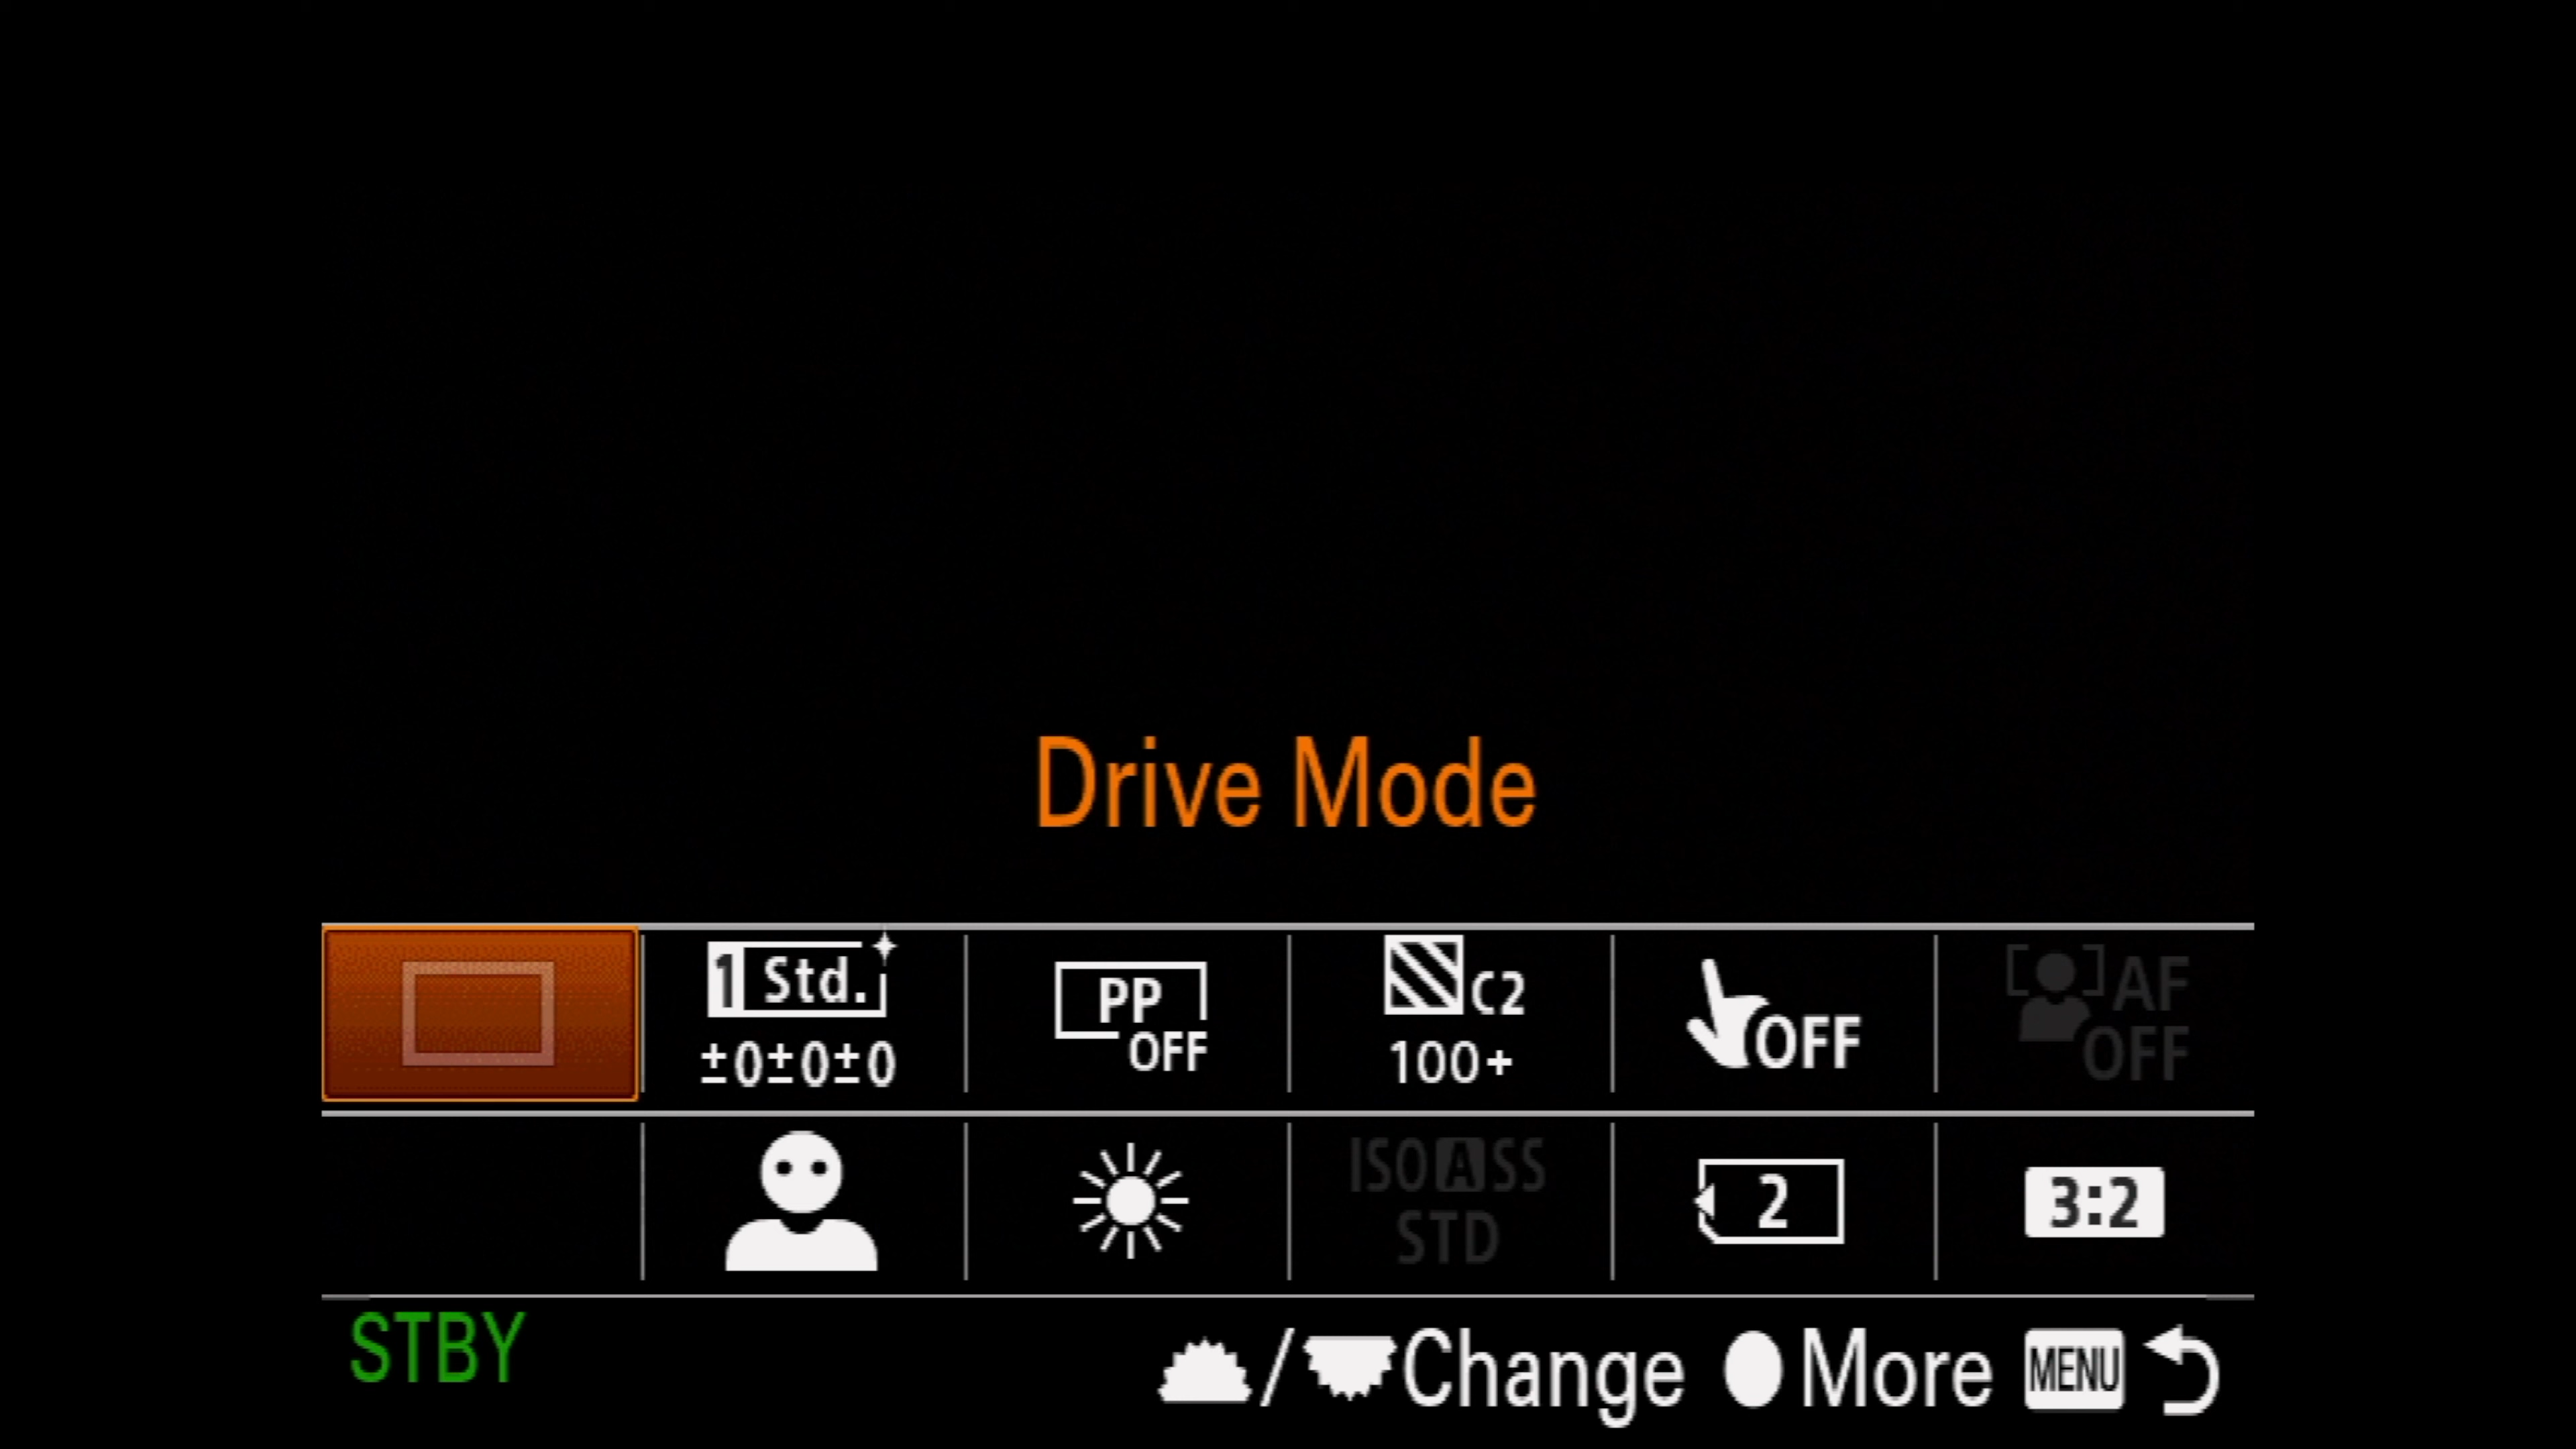 Drive Mode
1 Std.
±0±0±0
PP
OFF
C2
100+
OFF
AF
OFF
ISO A SS
STD
2
3:2
STBY
/ Change More MENU